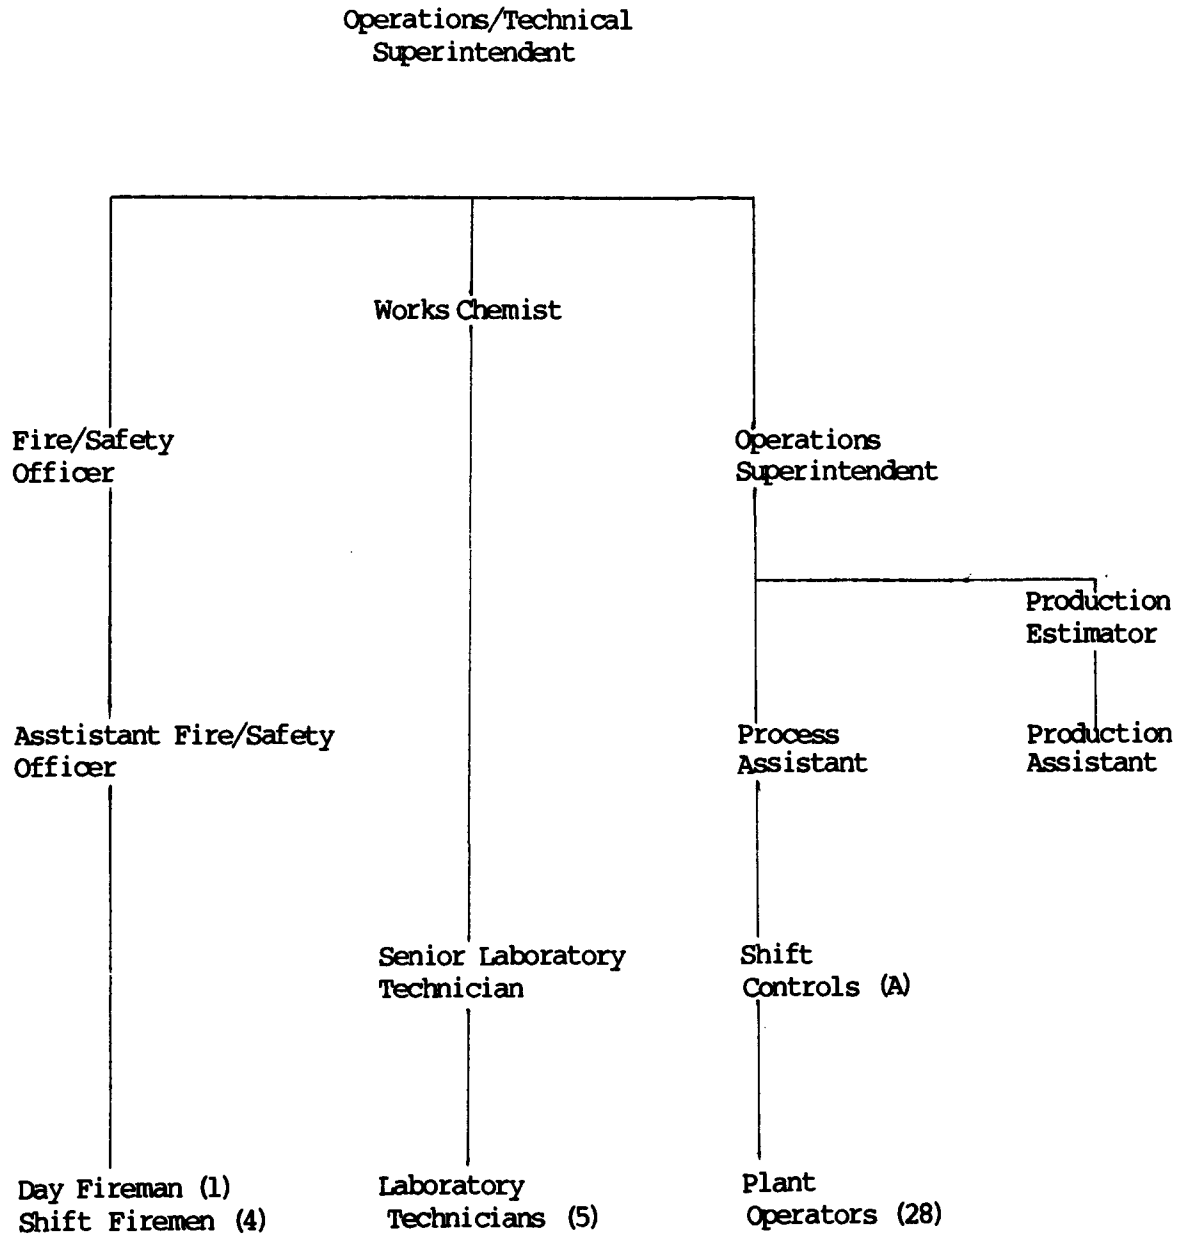 Operations/Technical
Superintendent
Works Chemist
Fire/Safety
Officer
Operations
Superintendent
Production
Estimator
Asstistant Fire/Safety
Officer
Process
Assistant
Production
Assistant
Senior Laboratory
Technician
Shift
Controls (A)
Day Fireman (1)
Shift Firemen (4)
Laboratory
Technicians (5)
Plant
Operators (28)